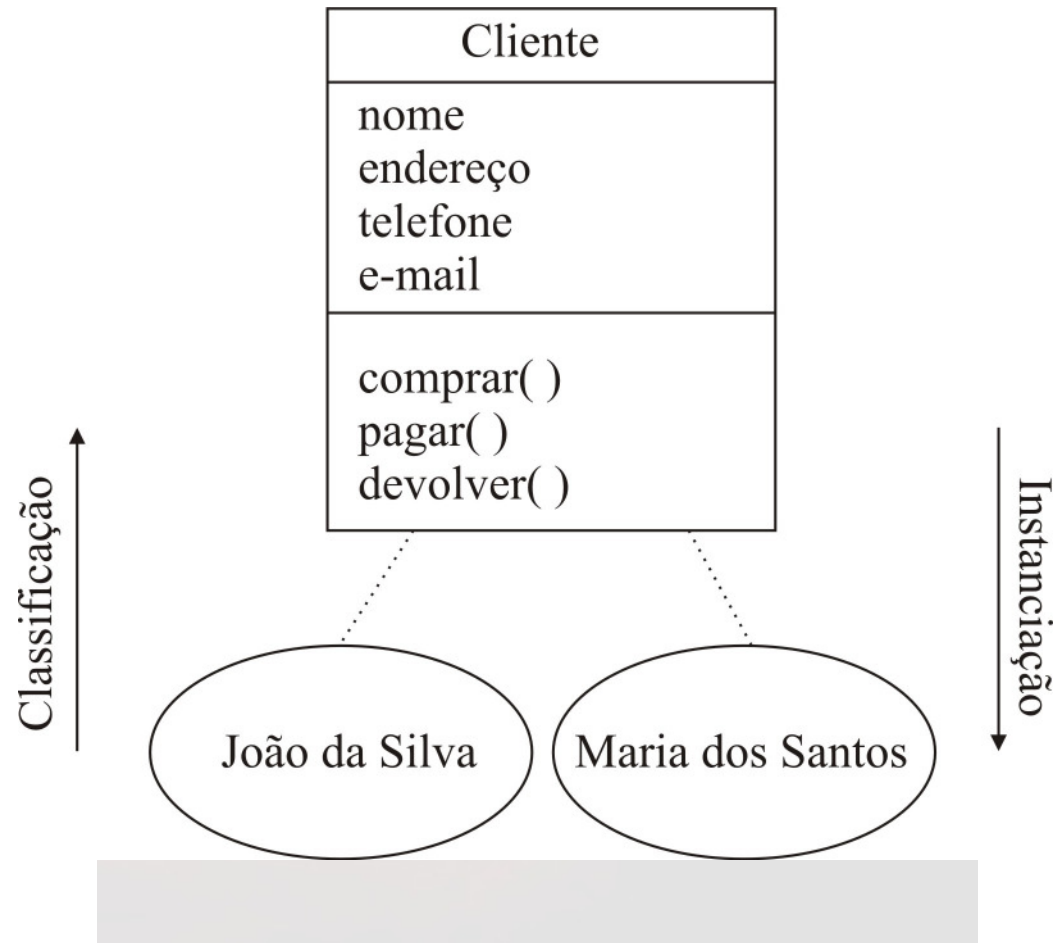 Cliente
nome
endereço
telefone
e-mail
comprar( )
pagar( )
devolver( )
Classificação
Instanciação
João da Silva
Maria dos Santos